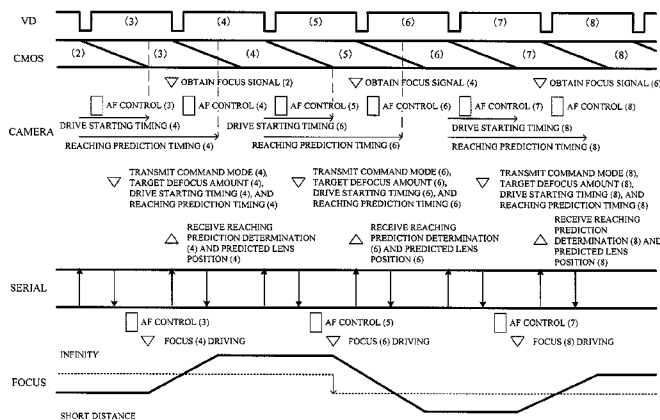 VD (3) (4) (5) (6) (7) (8)
CMOS (2) (3) (4) (5) (6) (7) (8)
OBTAIN FOCUS SIGNAL (2) OBTAIN FOCUS SIGNAL (4) OBTAIN FOCUS SIGNAL (6)
AF CONTROL (3) AF CONTROL (4) AF CONTROL (5) AF CONTROL (6) AF CONTROL (7) AF CONTROL (8)
CAMERA
DRIVE STARTING TIMING (4) DRIVE STARTING TIMING (6) DRIVE STARTING TIMING (8)
REACHING PREDICTION TIMING (4) REACHING PREDICTION TIMING (6) REACHING PREDICTION TIMING (8)
TRANSMIT COMMAND MODE (4),
TARGET DEFOCUS AMOUNT (4),
DRIVE STARTING TIMING (4), AND
REACHING PREDICTION TIMING (4)
TRANSMIT COMMAND MODE (6),
TARGET DEFOCUS AMOUNT (6),
DRIVE STARTING TIMING (6), AND
REACHING PREDICTION TIMING (6)
TRANSMIT COMMAND MODE (8),
TARGET DEFOCUS AMOUNT (8),
DRIVE STARTING TIMING (8), AND
REACHING PREDICTION TIMING (8)
RECEIVE REACHING
PREDICTION DETERMINATION
(4) AND PREDICTED LENS
POSITION (4)
RECEIVE REACHING
PREDICTION DETERMINATION
(6) AND PREDICTED LENS
POSITION (6)
RECEIVE REACHING
PREDICTION
DETERMINATION (8) AND
PREDICTED LENS
POSITION (8)
SERIAL
AF CONTROL (3) AF CONTROL (5) AF CONTROL (7)
FOCUS (4) DRIVING FOCUS (6) DRIVING FOCUS (8) DRIVING
INFINITY
FOCUS
SHORT DISTANCE